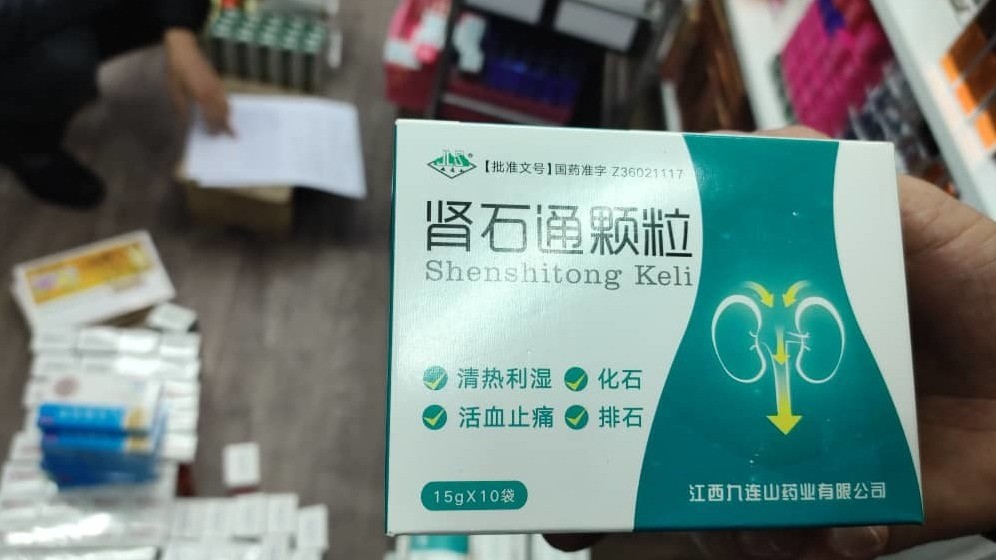 JLS®
【批准文号】国药准字 Z36021117
肾石通颗粒
Shenshitong Keli
清热利湿 化石
活血止痛 排石
15gX10袋
江西九连山药业有限公司